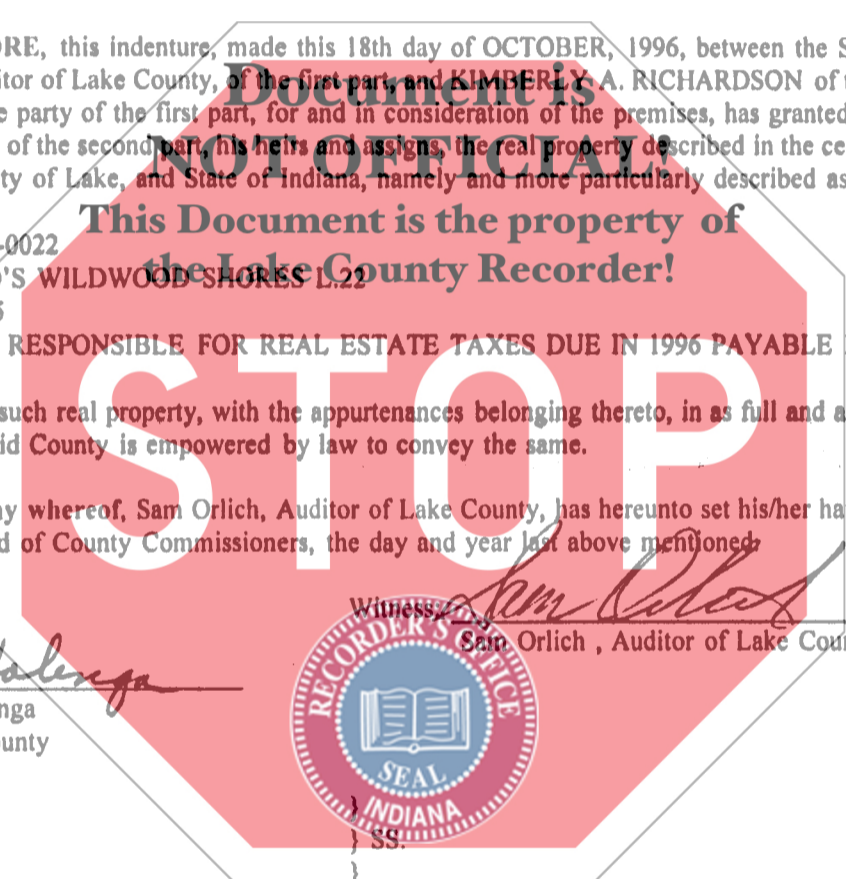 RE, this indenture, made this 18th day of OCTOBER, 1996, between the S
itor of Lake County, of the first part, and KIMBERLY A. RICHARDSON of
e party of the first part, for and in consideration of the premises, has granted
of the second part, his heirs and assigns, the real property described in the ce
ty of Lake, and State of Indiana, namely and more particularly described as
Document is
NOT OFFICIAL!
This Document is the property of
the Lake County Recorder!
-0022
'S WILDWOOD SHORES L.22
RESPONSIBLE FOR REAL ESTATE TAXES DUE IN 1996 PAYABLE
STOP
such real property, with the appurtenances belonging thereto, in as full and a
id County is empowered by law to convey the same.
ny whereof, Sam Orlich, Auditor of Lake County, has hereunto set his/her ha
d of County Commissioners, the day and year last above mentioned.
Witness: Sam Orlich
Sam Orlich , Auditor of Lake Cou
nga
unty
RECORDER'S OFFICE
SEAL
INDIANA
}
} SS.
}